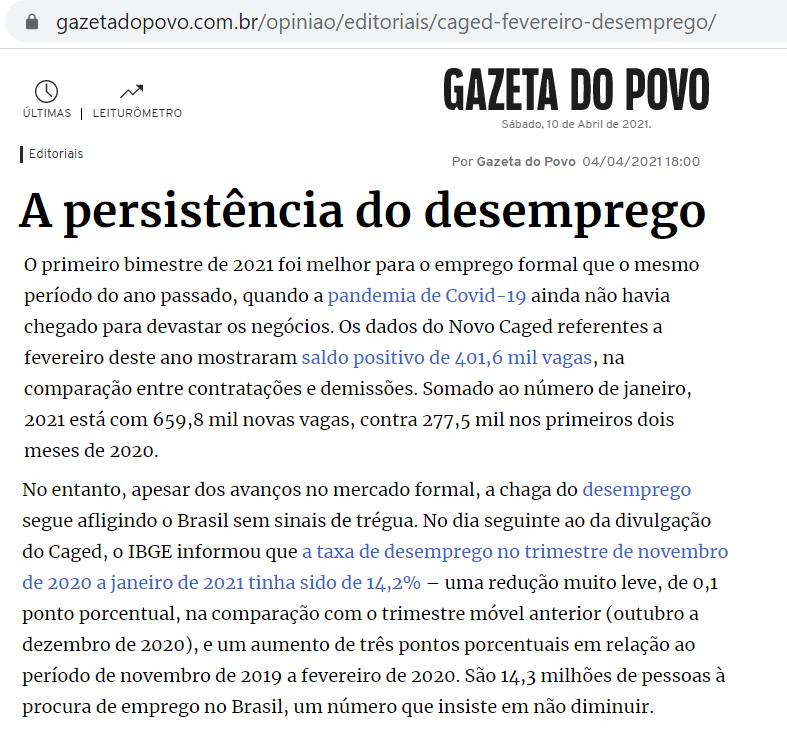 gazetadopovo.com.br/opiniao/editoriais/caged-fevereiro-desemprego/
GAZETA DO POVO
ÚLTIMAS | LEITURÔMETRO
Sábado, 10 de Abril de 2021.
Editoriais
Por Gazeta do Povo 04/04/2021 18:00
A persistência do desemprego
O primeiro bimestre de 2021 foi melhor para o emprego formal que o mesmo
período do ano passado, quando a pandemia de Covid-19 ainda não havia
chegado para devastar os negócios. Os dados do Novo Caged referentes a
fevereiro deste ano mostraram saldo positivo de 401,6 mil vagas, na
comparação entre contratações e demissões. Somado ao número de janeiro,
2021 está com 659,8 mil novas vagas, contra 277,5 mil nos primeiros dois
meses de 2020.
No entanto, apesar dos avanços no mercado formal, a chaga do desemprego
segue afligindo o Brasil sem sinais de trégua. No dia seguinte ao da divulgação
do Caged, o IBGE informou que a taxa de desemprego no trimestre de novembro
de 2020 a janeiro de 2021 tinha sido de 14,2% – uma redução muito leve, de 0,1
ponto porcentual, na comparação com o trimestre móvel anterior (outubro a
dezembro de 2020), e um aumento de três pontos porcentuais em relação ao
período de novembro de 2019 a fevereiro de 2020. São 14,3 milhões de pessoas à
procura de emprego no Brasil, um número que insiste em não diminuir.